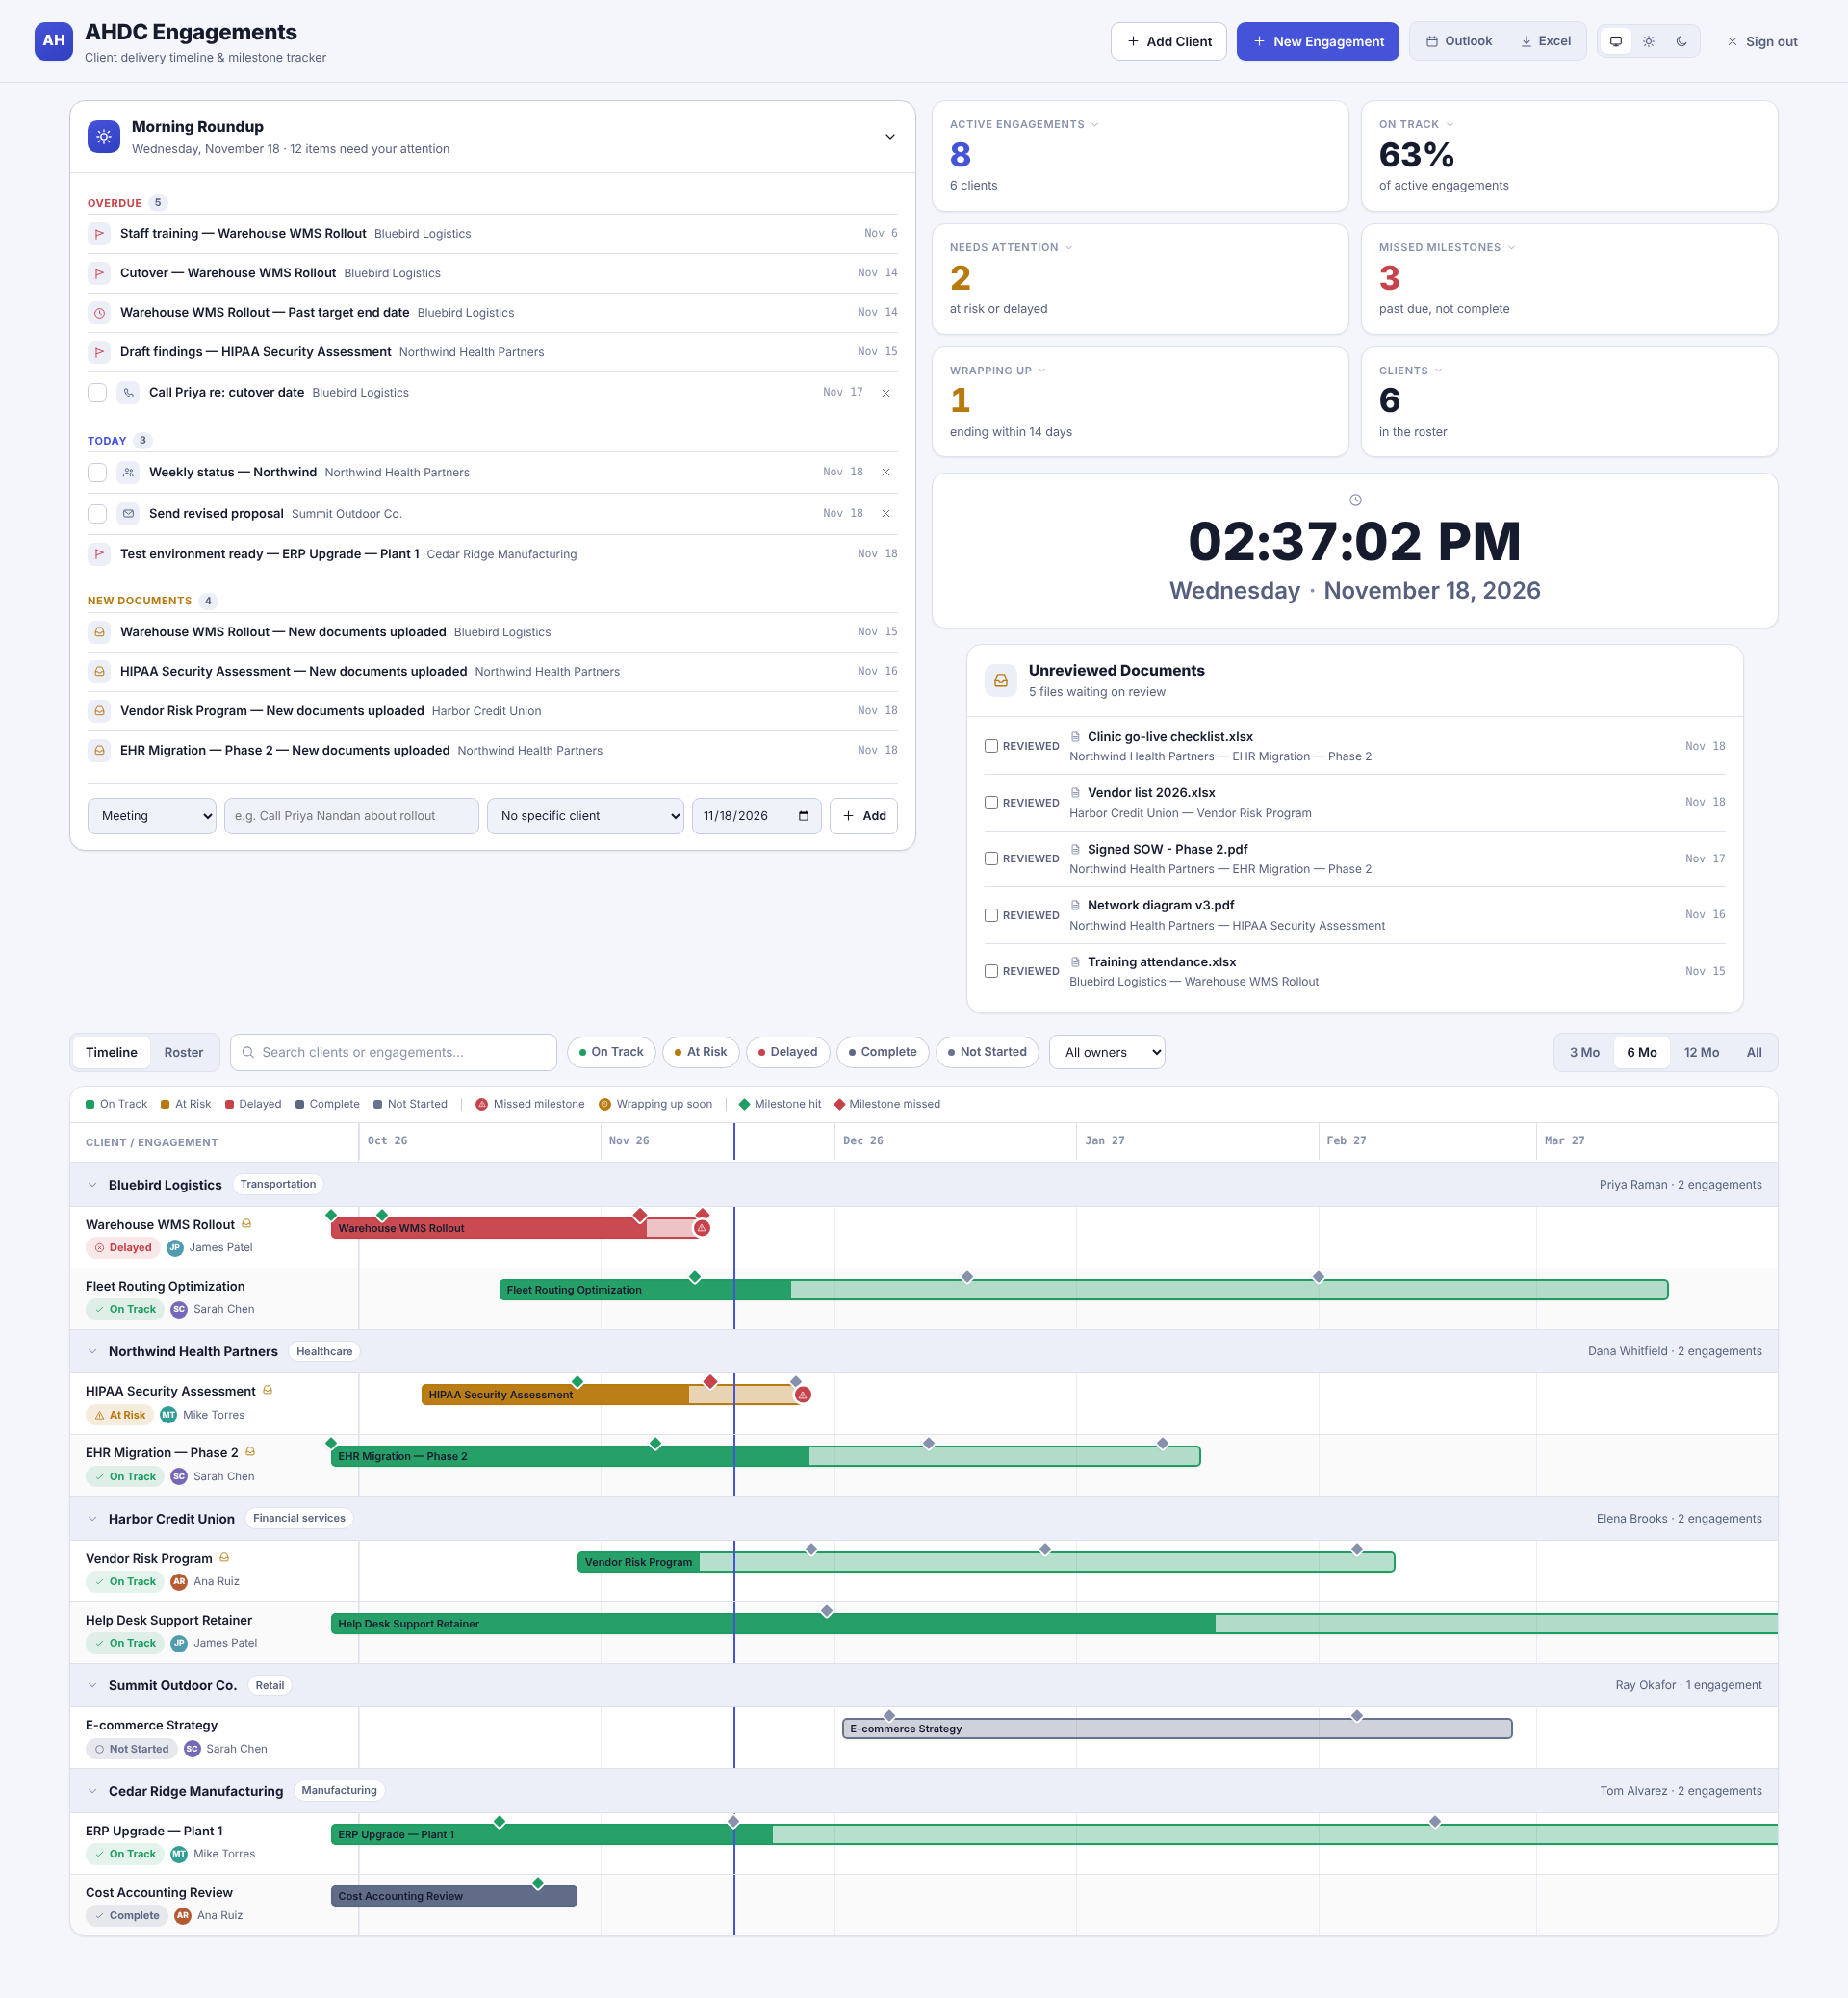 AH
AHDC Engagements
Client delivery timeline & milestone tracker
Add Client
New Engagement
Outlook
Excel
Sign out
Morning Roundup
Wednesday, November 18 · 12 items need your attention
OVERDUE 5
Staff training — Warehouse WMS Rollout Bluebird Logistics Nov 6
Cutover — Warehouse WMS Rollout Bluebird Logistics Nov 14
Warehouse WMS Rollout — Past target end date Bluebird Logistics Nov 14
Draft findings — HIPAA Security Assessment Northwind Health Partners Nov 15
Call Priya re: cutover date Bluebird Logistics Nov 17
TODAY 3
Weekly status — Northwind Northwind Health Partners Nov 18
Send revised proposal Summit Outdoor Co. Nov 18
Test environment ready — ERP Upgrade — Plant 1 Cedar Ridge Manufacturing Nov 18
NEW DOCUMENTS 4
Warehouse WMS Rollout — New documents uploaded Bluebird Logistics Nov 15
HIPAA Security Assessment — New documents uploaded Northwind Health Partners Nov 16
Vendor Risk Program — New documents uploaded Harbor Credit Union Nov 18
EHR Migration — Phase 2 — New documents uploaded Northwind Health Partners Nov 18
Meeting
e.g. Call Priya Nandan about rollout
No specific client
11/18/2026
Add
ACTIVE ENGAGEMENTS
8
6 clients
ON TRACK
63%
of active engagements
NEEDS ATTENTION
2
at risk or delayed
MISSED MILESTONES
3
past due, not complete
WRAPPING UP
1
ending within 14 days
CLIENTS
6
in the roster
02:37:02 PM
Wednesday · November 18, 2026
Unreviewed Documents
5 files waiting on review
REVIEWED Clinic go-live checklist.xlsx Nov 18
Northwind Health Partners — EHR Migration — Phase 2
REVIEWED Vendor list 2026.xlsx Nov 18
Harbor Credit Union — Vendor Risk Program
REVIEWED Signed SOW - Phase 2.pdf Nov 17
Northwind Health Partners — EHR Migration — Phase 2
REVIEWED Network diagram v3.pdf Nov 16
Northwind Health Partners — HIPAA Security Assessment
REVIEWED Training attendance.xlsx Nov 15
Bluebird Logistics — Warehouse WMS Rollout
Timeline Roster
Search clients or engagements...
On Track At Risk Delayed Complete Not Started
All owners
3 Mo 6 Mo 12 Mo All
On Track At Risk Delayed Complete Not Started Missed milestone Wrapping up soon Milestone hit Milestone missed
CLIENT / ENGAGEMENT Oct 26 Nov 26 Dec 26 Jan 27 Feb 27 Mar 27
Bluebird Logistics Transportation Priya Raman · 2 engagements
Warehouse WMS Rollout
Delayed JP James Patel
Warehouse WMS Rollout
Fleet Routing Optimization
On Track SC Sarah Chen
Fleet Routing Optimization
Northwind Health Partners Healthcare Dana Whitfield · 2 engagements
HIPAA Security Assessment
At Risk MT Mike Torres
HIPAA Security Assessment
EHR Migration — Phase 2
On Track SC Sarah Chen
EHR Migration — Phase 2
Harbor Credit Union Financial services Elena Brooks · 2 engagements
Vendor Risk Program
On Track AR Ana Ruiz
Vendor Risk Program
Help Desk Support Retainer
On Track JP James Patel
Help Desk Support Retainer
Summit Outdoor Co. Retail Ray Okafor · 1 engagement
E-commerce Strategy
Not Started SC Sarah Chen
E-commerce Strategy
Cedar Ridge Manufacturing Manufacturing Tom Alvarez · 2 engagements
ERP Upgrade — Plant 1
On Track MT Mike Torres
ERP Upgrade — Plant 1
Cost Accounting Review
Complete AR Ana Ruiz
Cost Accounting Review